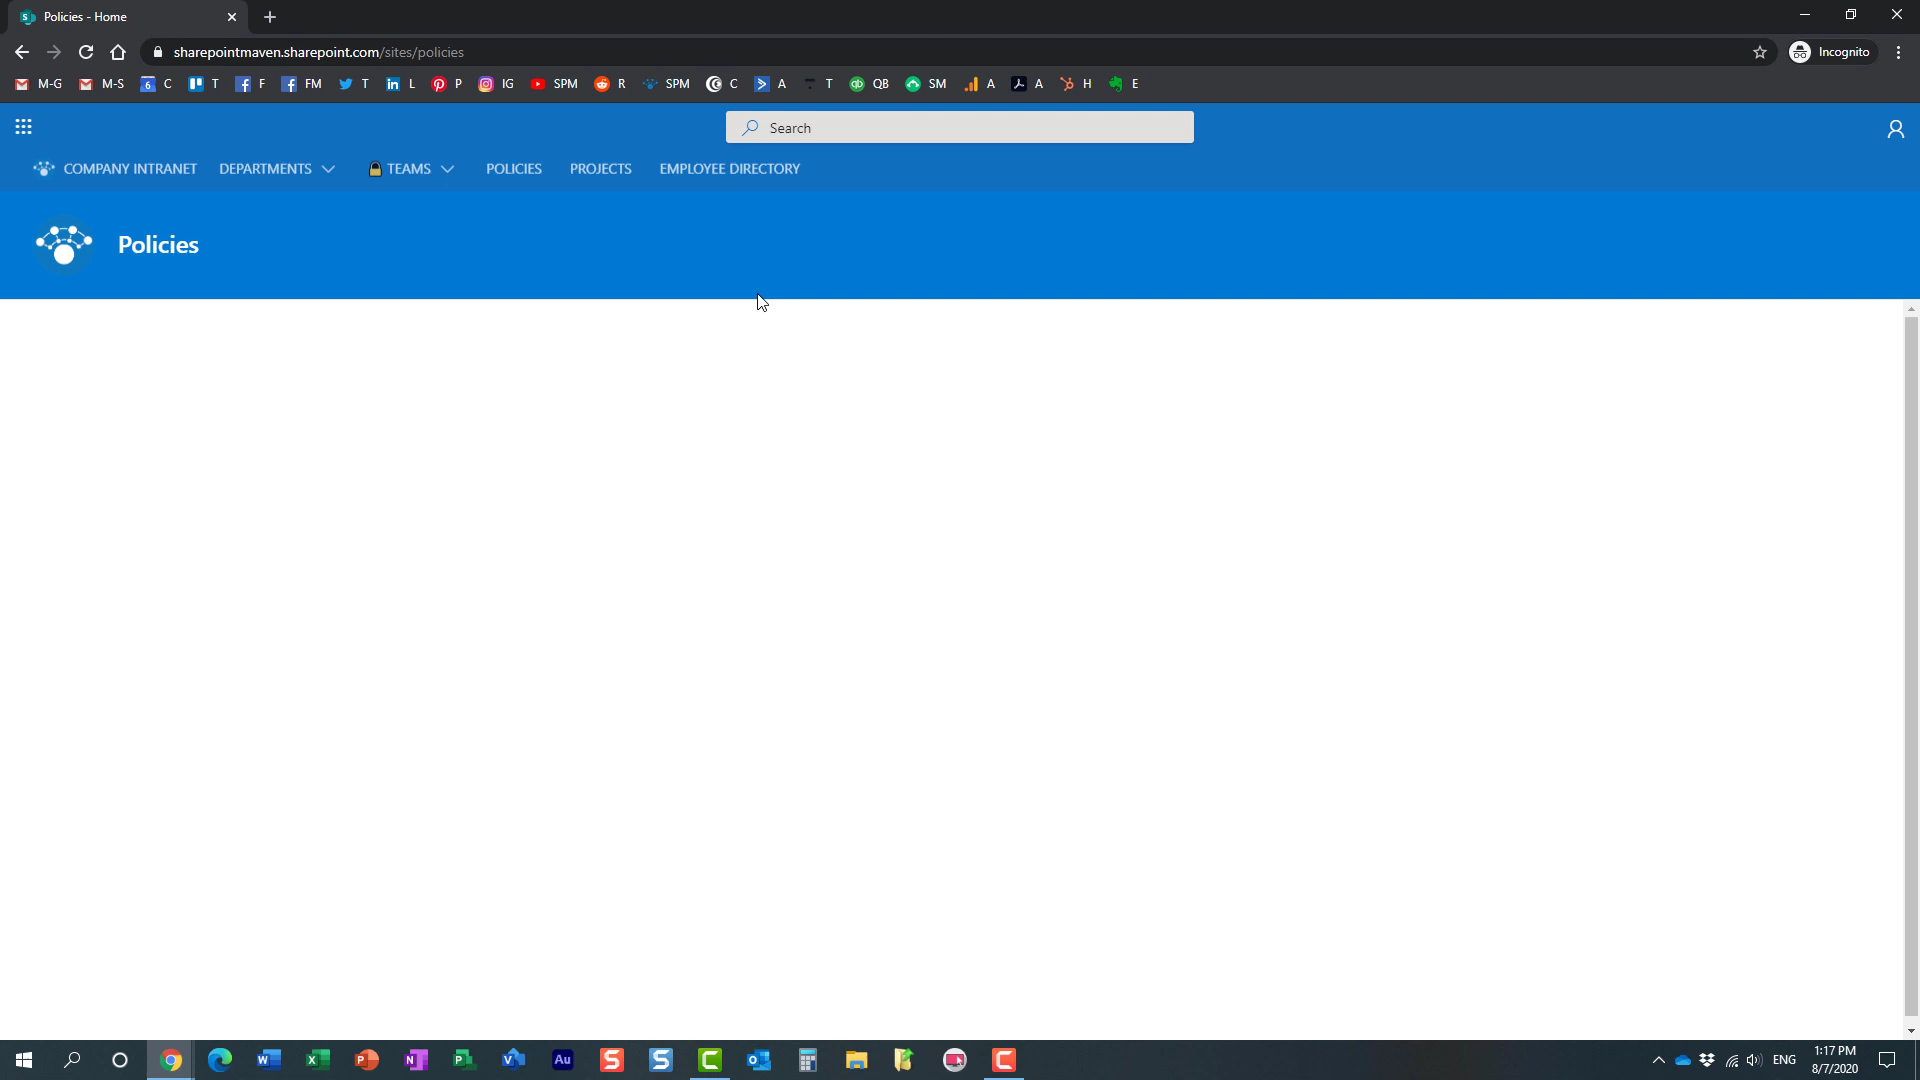 Policies - Home
sharepointmaven.sharepoint.com/sites/policies
Incognito
M-G M-S C T F FM T L P IG SPM R SPM C A T QB SM A A H E
Search
COMPANY INTRANET DEPARTMENTS TEAMS POLICIES PROJECTS EMPLOYEE DIRECTORY
Policies
ENG
1:17 PM
8/7/2020